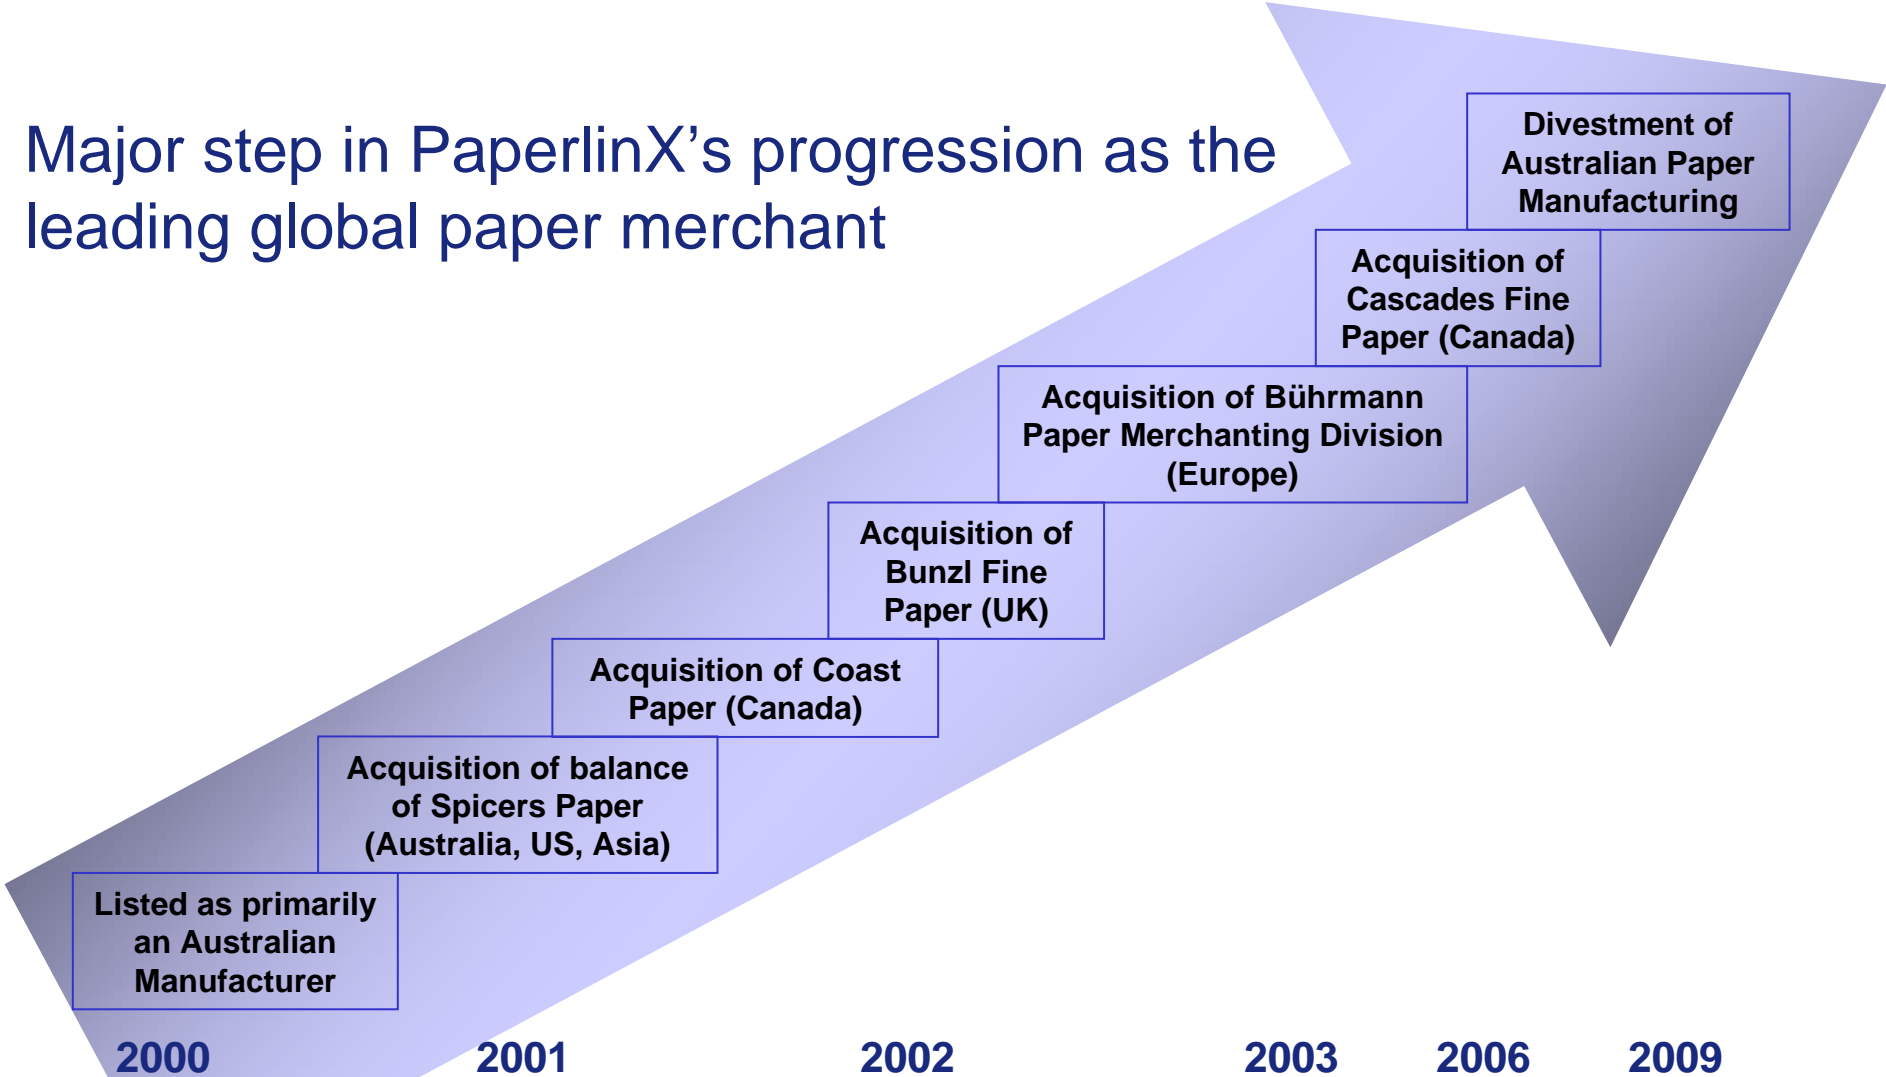 Major step in PaperlinX’s progression as the
leading global paper merchant
Divestment of
Australian Paper
Manufacturing
Acquisition of
Cascades Fine
Paper (Canada)
Acquisition of Bührmann
Paper Merchanting Division
(Europe)
Acquisition of
Bunzl Fine
Paper (UK)
Acquisition of Coast
Paper (Canada)
Acquisition of balance
of Spicers Paper
(Australia, US, Asia)
Listed as primarily
an Australian
Manufacturer
2000 2001 2002 2003 2006 2009